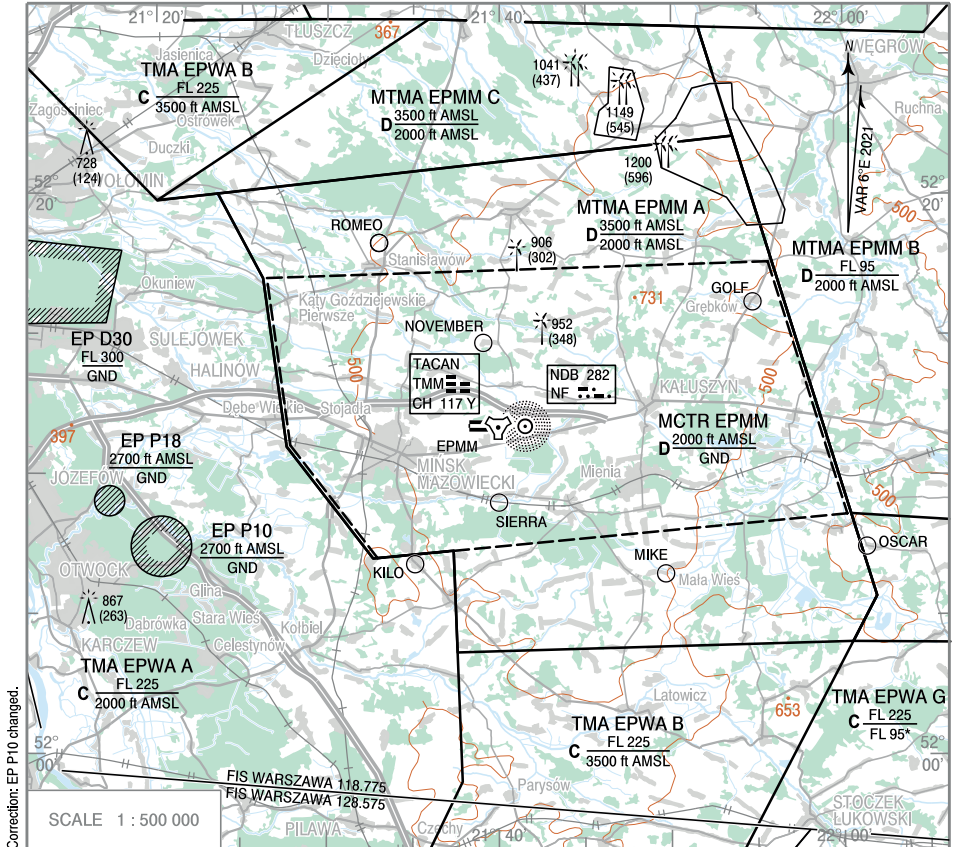 21°20'
21°40'
22°00'
TŁUSZCZ
367
Jasienica
Dzięcioł
WĘGRÓW
TMA EPWA B
C FL 225
3500 ft AMSL
Zagościniec
Ostrówek
Duczki
728
(124)
WOŁOMIN
MTMA EPMM C
D 3500 ft AMSL
2000 ft AMSL
1041
(437)
1149
(545)
1200
(596)
N
Ruchna
VAR 6°E 2021
52°
20'
52°
20'
500
MTMA EPMM A
D 3500 ft AMSL
2000 ft AMSL
MTMA EPMM B
D FL 95
2000 ft AMSL
ROMEO
Stanisławów
906
(302)
Okuniew
EP D30
FL 300
GND
SULEJÓWEK
HALINÓW
Kąty Goździejewskie
Pierwsze
NOVEMBER
952
(348)
731
GOLF
Grębków
500
TACAN
TMM
CH 117 Y
NDB 282
NF
KAŁUSZYN
500
Dębe Wielkie
Stojadła
EPMM
MCTR EPMM
D 2000 ft AMSL
GND
397
EP P18
2700 ft AMSL
GND
JÓZEFÓW
MIŃSK
MAZOWIECKI
Mienia
SIERRA
500
EP P10
2700 ft AMSL
GND
OTWOCK
KILO
MIKE
OSCAR
Mała Wieś
Glina
867
(263)
Dąbrówka
Stara Wieś
Kołbiel
KARCZEW
Celestynów
TMA EPWA A
C FL 225
2000 ft AMSL
Latowicz
653
TMA EPWA G
C FL 225
FL 95*
TMA EPWA B
C FL 225
3500 ft AMSL
52°
00'
52°
00'
FIS WARSZAWA 118.775
FIS WARSZAWA 128.575
Parysów
STOCZEK
ŁUKOWSKI
SCALE 1 : 500 000
PILAWA
Czechy
21°40'
22°00'
Correction: EP P10 changed.